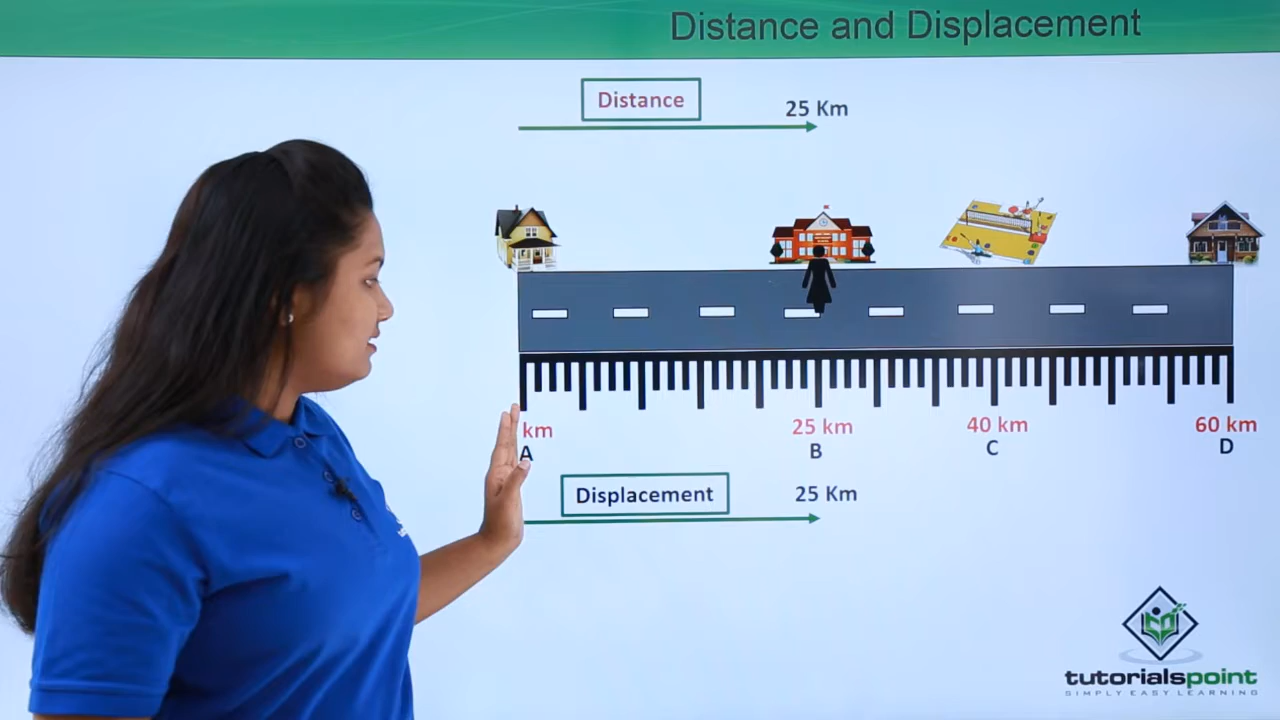 Distance and Displacement
Distance
25 Km
km
25 km
40 km
60 km
A
B
C
D
Displacement
25 Km
tutorialspoint
SIMPLY EASY LEARNING